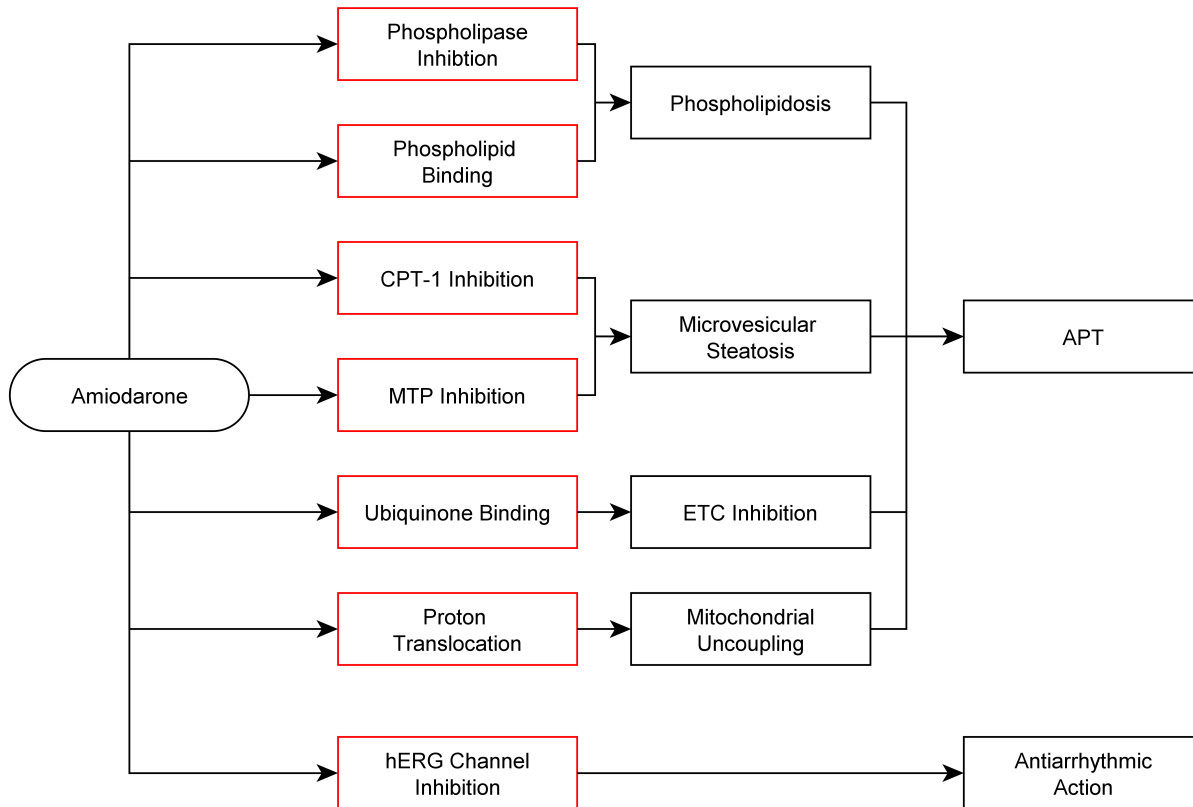 Phospholipase
Inhibtion
Phospholipidosis
Phospholipid
Binding
CPT-1 Inhibition
Microvesicular
Steatosis
APT
Amiodarone
MTP Inhibition
Ubiquinone Binding
ETC Inhibition
Proton
Translocation
Mitochondrial
Uncoupling
hERG Channel
Inhibition
Antiarrhythmic
Action